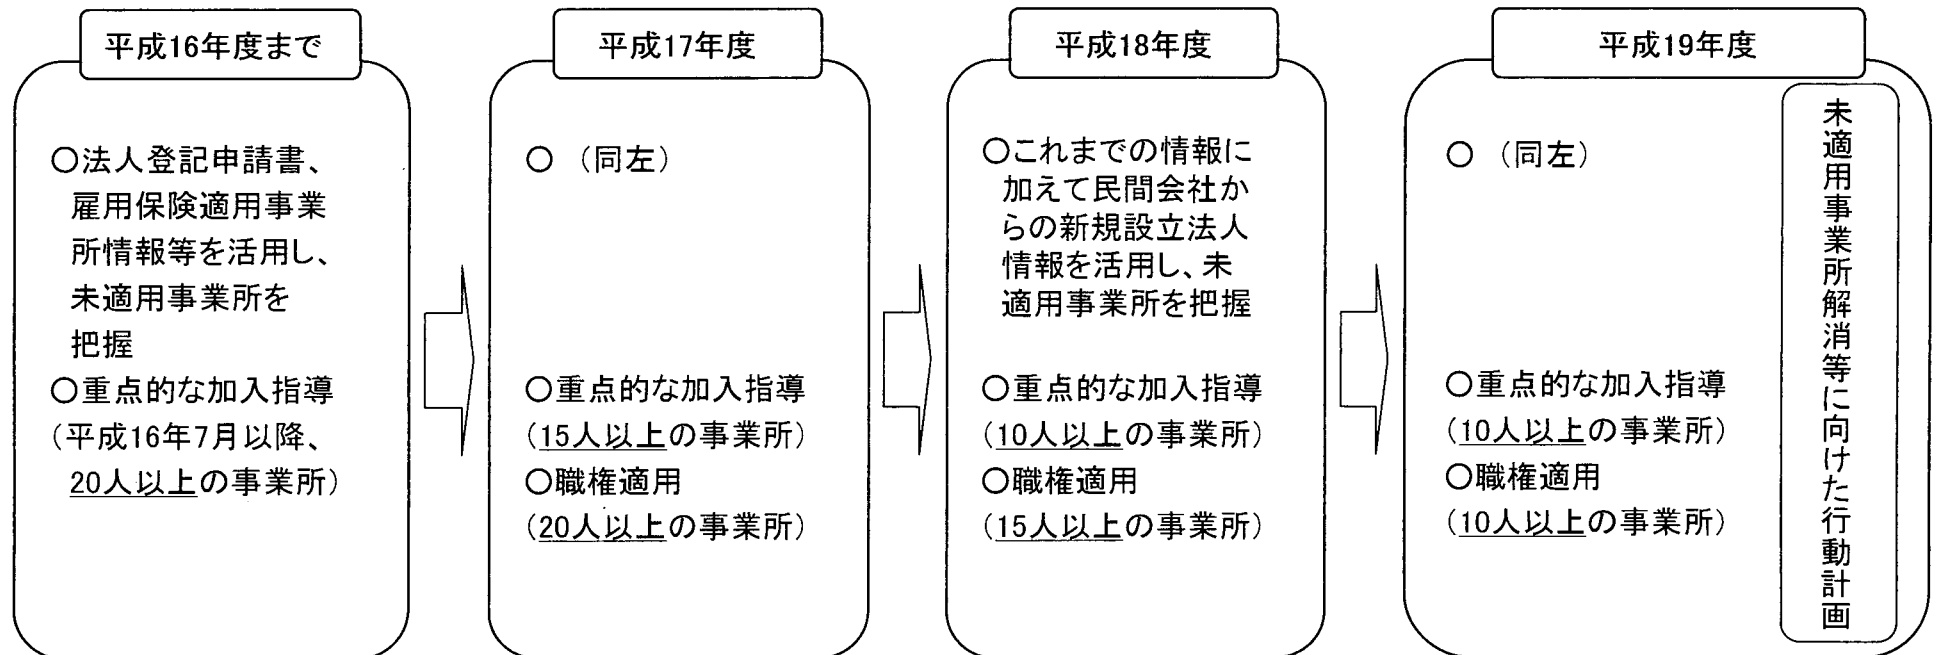 平成16年度まで
〇法人登記申請書、
雇用保険適用事業
所情報等を活用し、
未適用事業所を
把握
〇重点的な加入指導
（平成16年7月以降、
20人以上の事業所）
平成17年度
〇（同左）
〇重点的な加入指導
（15人以上の事業所）
〇職権適用
（20人以上の事業所）
平成18年度
〇これまでの情報に
加えて民間会社か
らの新規設立法人
情報を活用し、未
適用事業所を把握
〇重点的な加入指導
（10人以上の事業所）
〇職権適用
（15人以上の事業所）
平成19年度
〇（同左）
〇重点的な加入指導
（10人以上の事業所）
〇職権適用
（10人以上の事業所）
未適用事業所解消等に向けた行動計画